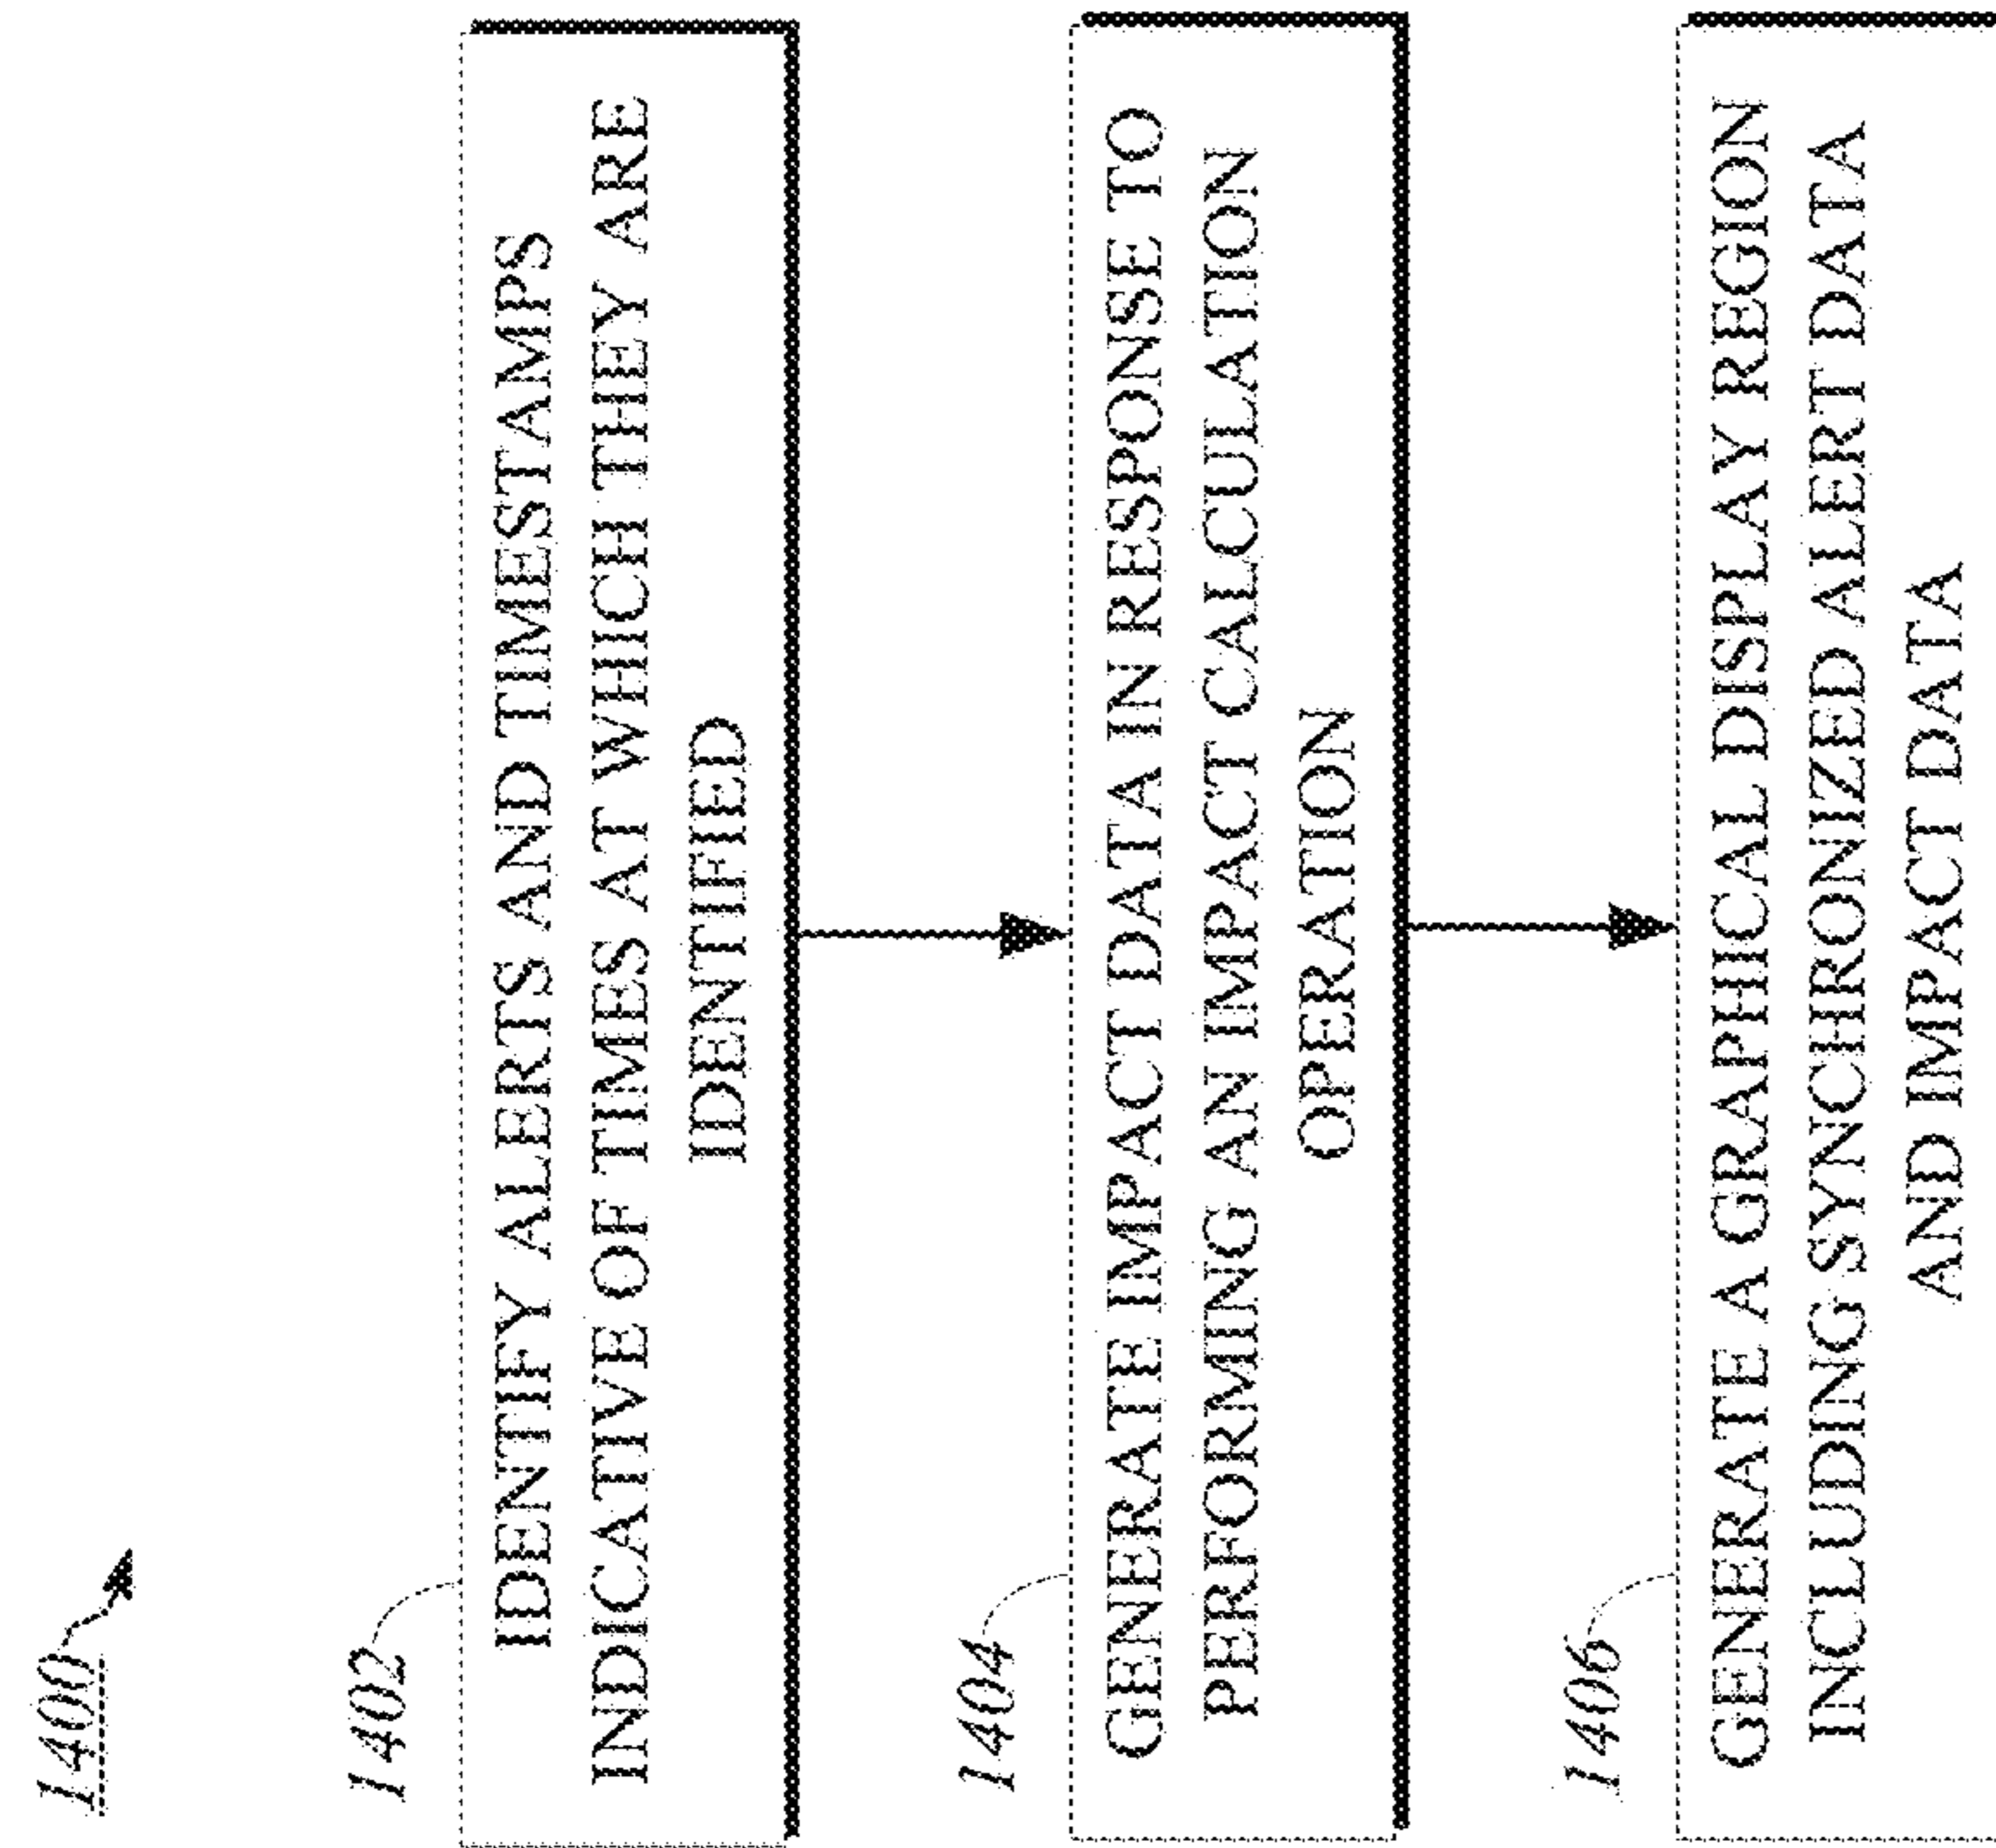 1400
1402
IDENTIFY ALERTS AND TIMESTAMPS
INDICATIVE OF TIMES AT WHICH THEY ARE
IDENTIFIED
1404
GENERATE IMPACT DATA IN RESPONSE TO
PERFORMING AN IMPACT CALCULATION
OPERATION
1406
GENERATE A GRAPHICAL DISPLAY REGION
INCLUDING SYNCHRONIZED ALERT DATA
AND IMPACT DATA